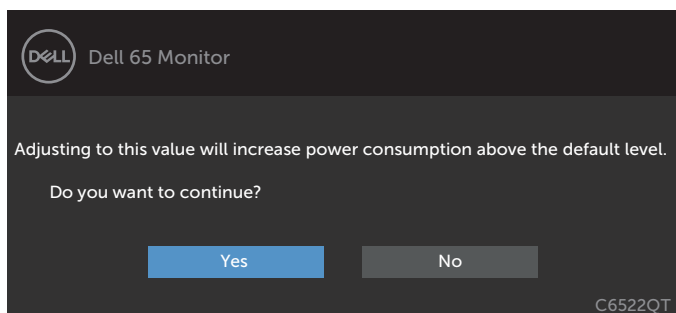 DELL
Dell 65 Monitor
Adjusting to this value will increase power consumption above the default level.
Do you want to continue?
Yes
No
C6522QT